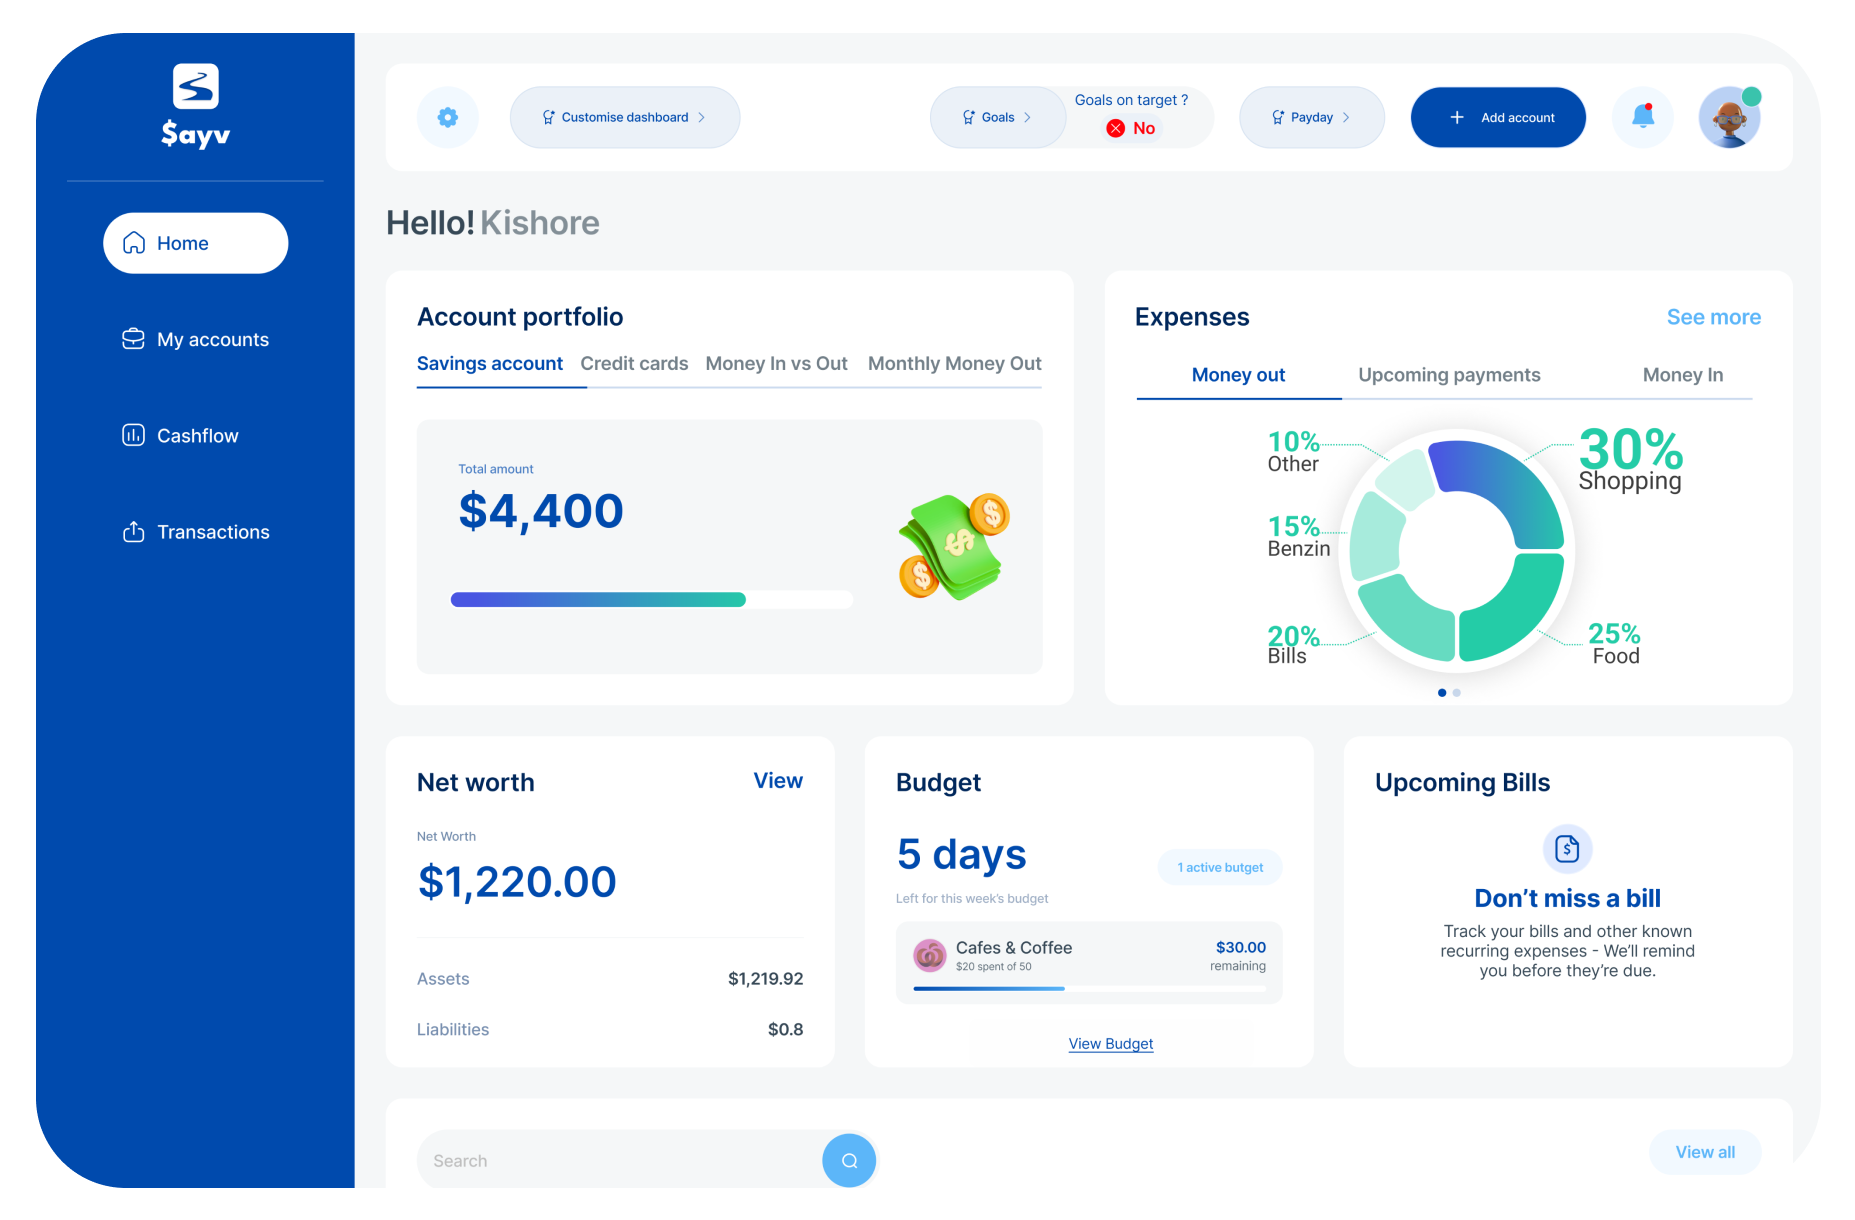 $ayv
Home
My accounts
Cashflow
Transactions
Customise dashboard
Goals
Goals on target ?
No
Payday
Add account
Hello! Kishore
Account portfolio
Savings account Credit cards Money In vs Out Monthly Money Out
Total amount
$4,400
Expenses
See more
Money out Upcoming payments Money In
10%
Other
30%
Shopping
15%
Benzin
20%
Bills
25%
Food
Net worth
View
Net Worth
$1,220.00
Assets $1,219.92
Liabilities $0.8
Budget
5 days
1 active butget
Left for this week's budget
Cafes & Coffee $30.00
$20 spent of 50 remaining
View Budget
Upcoming Bills
$
Don't miss a bill
Track your bills and other known
recurring expenses - We'll remind
you before they're due.
Search
View all